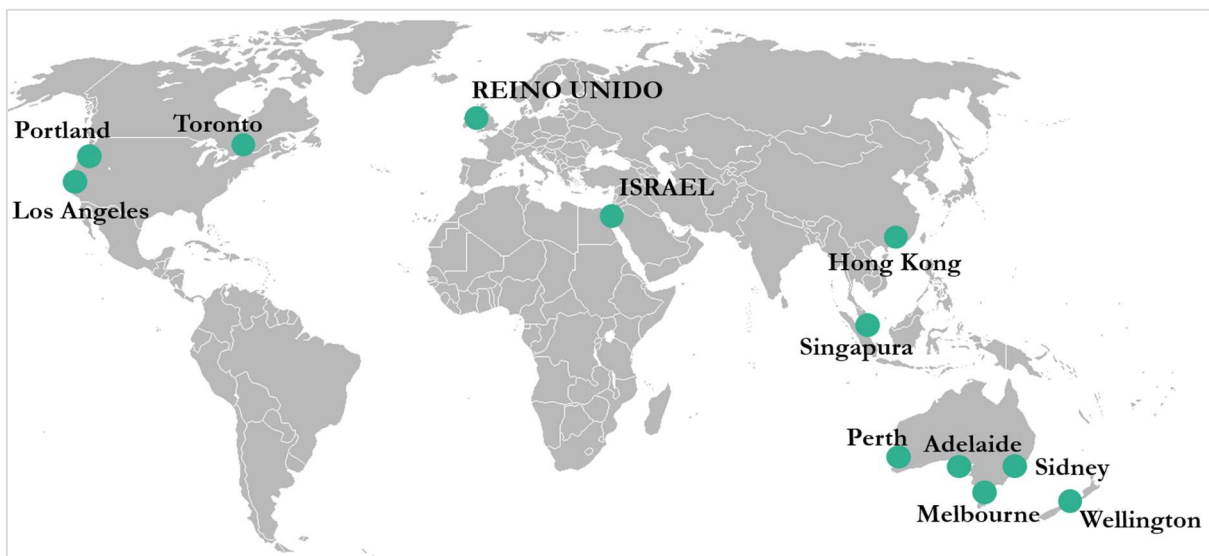 REINO UNIDO
Portland
Toronto
Los Angeles
ISRAEL
Hong Kong
Singapura
Perth
Adelaide
Sidney
Melbourne
Wellington